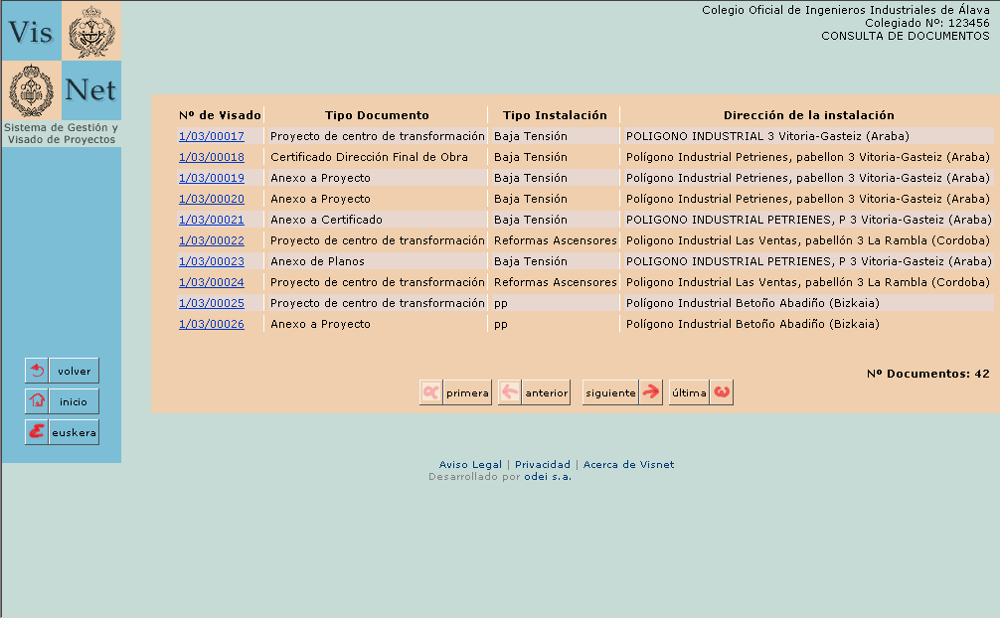 Vis
Net
Sistema de Gestión y
Visado de Proyectos
Colegio Oficial de Ingenieros Industriales de Álava
Colegiado Nº: 123456
CONSULTA DE DOCUMENTOS
Nº de Visado Tipo Documento Tipo Instalación Dirección de la instalación
1/03/00017 Proyecto de centro de transformación Baja Tensión POLIGONO INDUSTRIAL 3 Vitoria-Gasteiz (Araba)
1/03/00018 Certificado Dirección Final de Obra Baja Tensión Polígono Industrial Petrienes, pabellon 3 Vitoria-Gasteiz (Araba)
1/03/00019 Anexo a Proyecto Baja Tensión Polígono Industrial Petrienes, pabellon 3 Vitoria-Gasteiz (Araba)
1/03/00020 Anexo a Proyecto Baja Tensión Polígono Industrial Petrienes, pabellon 3 Vitoria-Gasteiz (Araba)
1/03/00021 Anexo a Certificado Baja Tensión POLIGONO INDUSTRIAL PETRIENES, P 3 Vitoria-Gasteiz (Araba)
1/03/00022 Proyecto de centro de transformación Reformas Ascensores Poligono Industrial Las Ventas, pabellón 3 La Rambla (Cordoba)
1/03/00023 Anexo de Planos Baja Tensión POLIGONO INDUSTRIAL PETRIENES, P 3 Vitoria-Gasteiz (Araba)
1/03/00024 Proyecto de centro de transformación Reformas Ascensores Poligono Industrial Las Ventas, pabellón 3 La Rambla (Cordoba)
1/03/00025 Proyecto de centro de transformación pp Polígono Industrial Betoño Abadiño (Bizkaia)
1/03/00026 Anexo a Proyecto pp Polígono Industrial Betoño Abadiño (Bizkaia)
Nº Documentos: 42
primera anterior siguiente última
volver
inicio
euskera
Aviso Legal | Privacidad | Acerca de Visnet
Desarrollado por odei s.a.